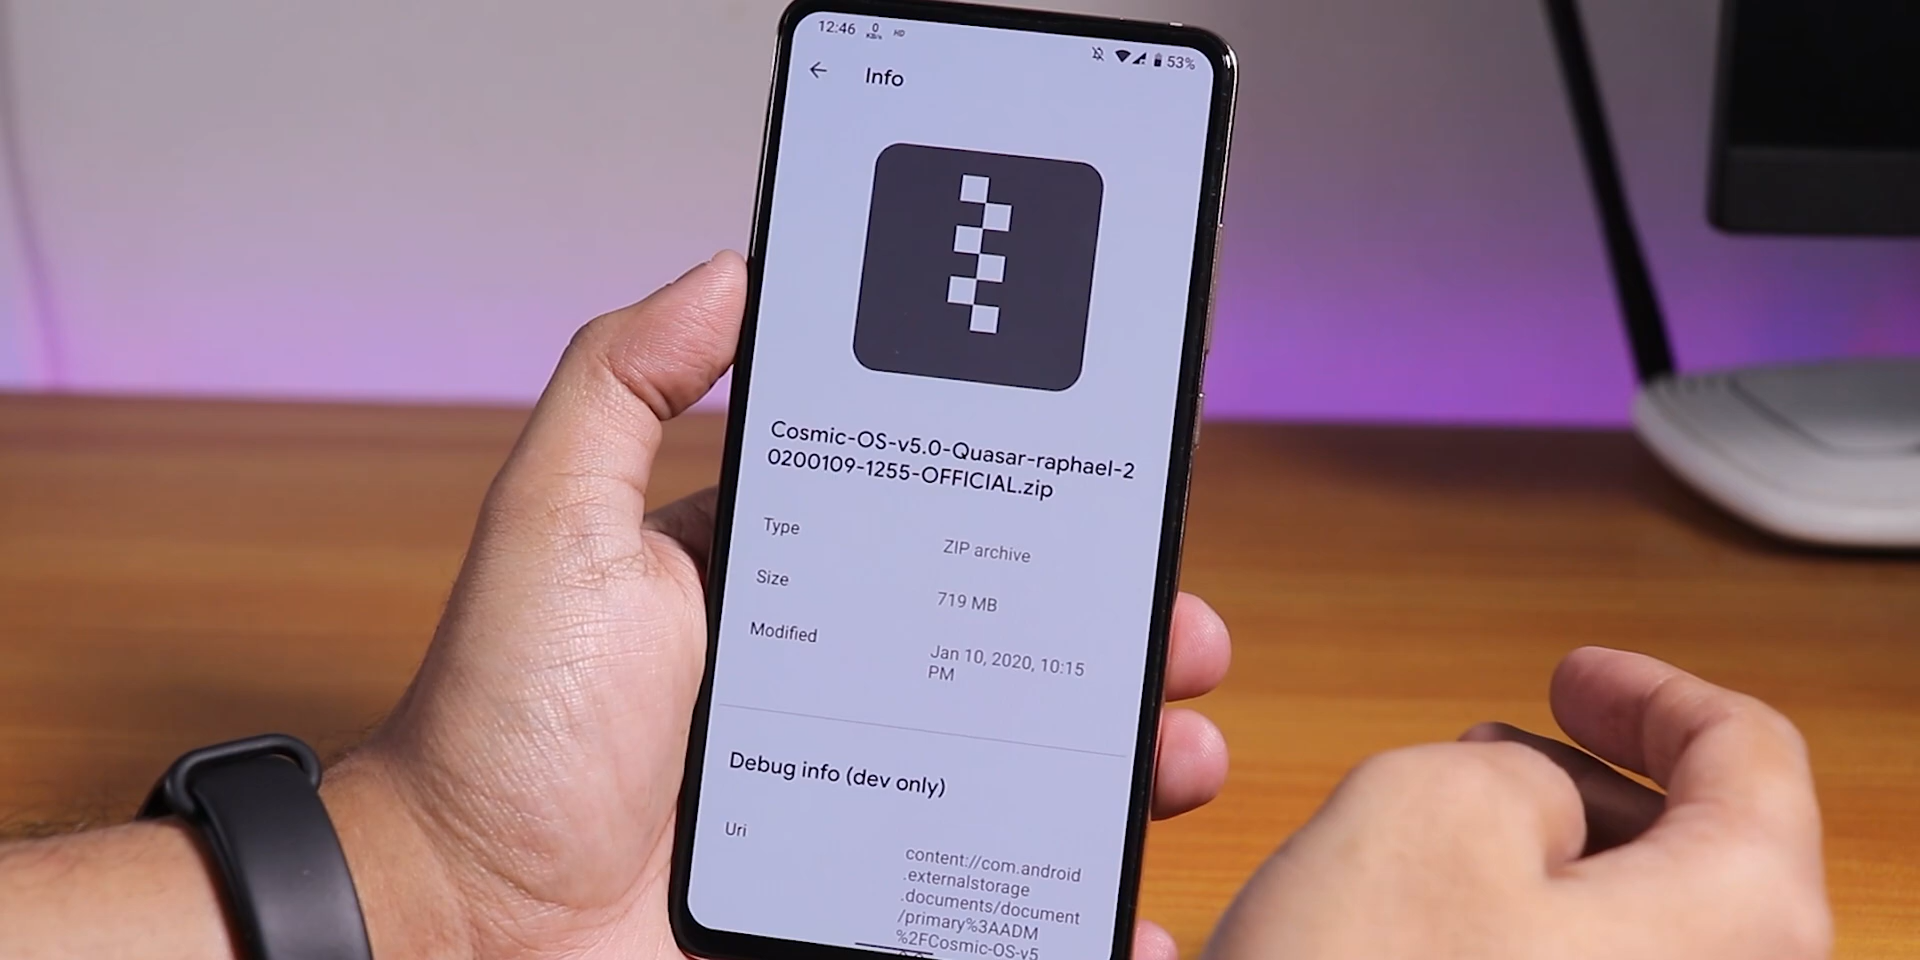 12:46 0 KB/s HD 53%
Info
Cosmic-OS-v5.0-Quasar-raphael-2
0200109-1255-OFFICIAL.zip
Type
ZIP archive
Size
719 MB
Modified
Jan 10, 2020, 10:15
PM
Debug info (dev only)
Uri
content://com.android
.externalstorage
.documents/document
/primary%3AADM
%2FCosmic-OS-v5